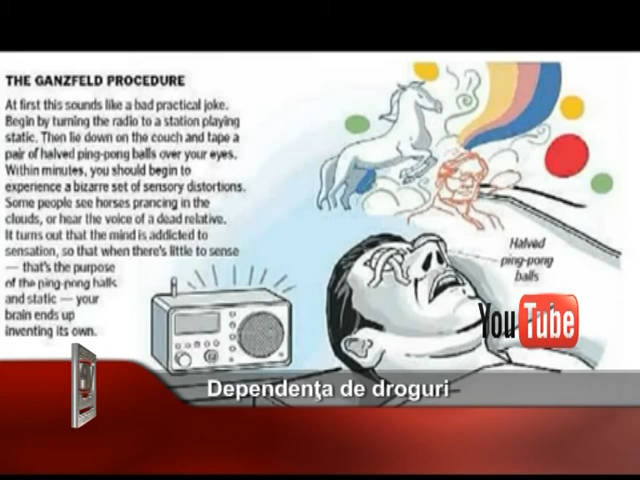 THE GANZFELD PROCEDURE
At first this sounds like a bad practical joke.
Begin by turning the radio to a station playing
static. Then lie down on the couch and tape a
pair of halved ping-pong balls over your eyes.
Within minutes, you should begin to
experience a bizarre set of sensory distortions.
Some people see horses prancing in the
clouds, or hear the voice of a dead relative.
It turns out that the mind is addicted to
sensation, so that when there's little to sense
— that's the purpose
of the ping-pong balls
and static — your
brain ends up
inventing its own.
Halved
ping-pong
balls
YouTube
Dependenţa de droguri